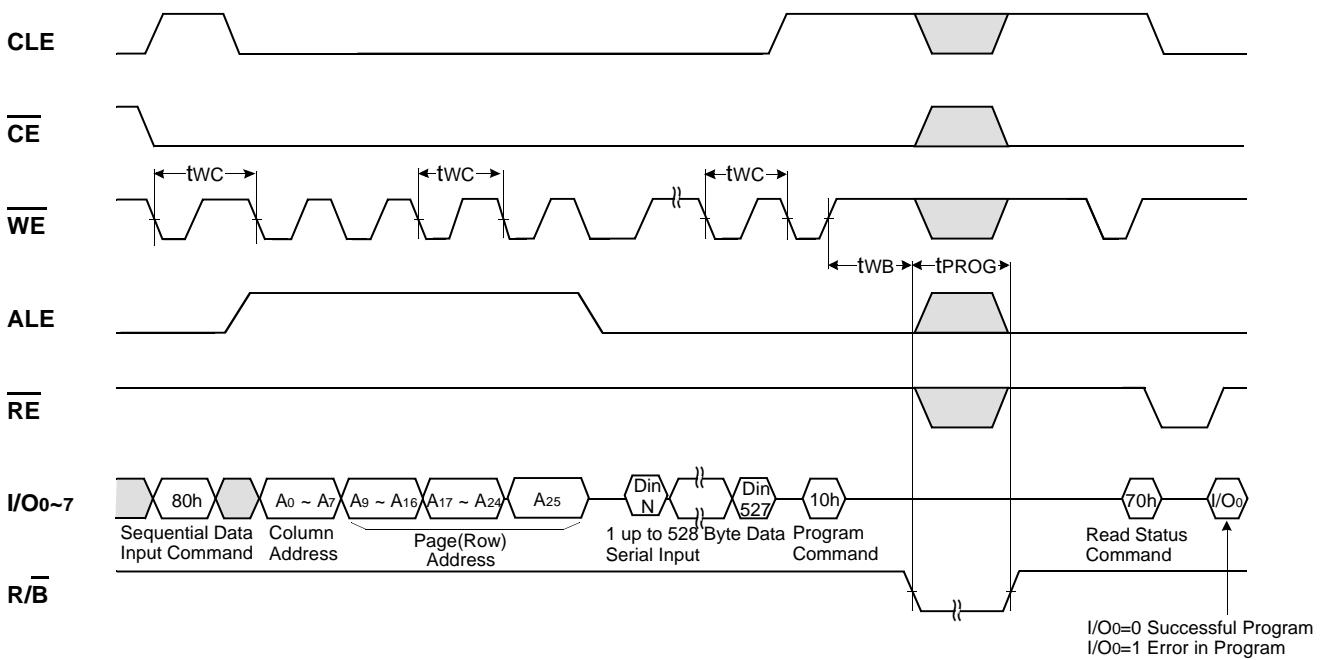 CLE
CE
tWC tWC tWC
WE
tWB tPROG
ALE
RE
I/O0~7
80h A0 ~ A7 A9 ~ A16 A17 ~ A24 A25 Din N Din 527 10h 70h I/O0
Sequential Data Input Command
Column Address
Page(Row) Address
1 up to 528 Byte Data Serial Input
Program Command
Read Status Command
R/B
I/O0=0 Successful Program
I/O0=1 Error in Program